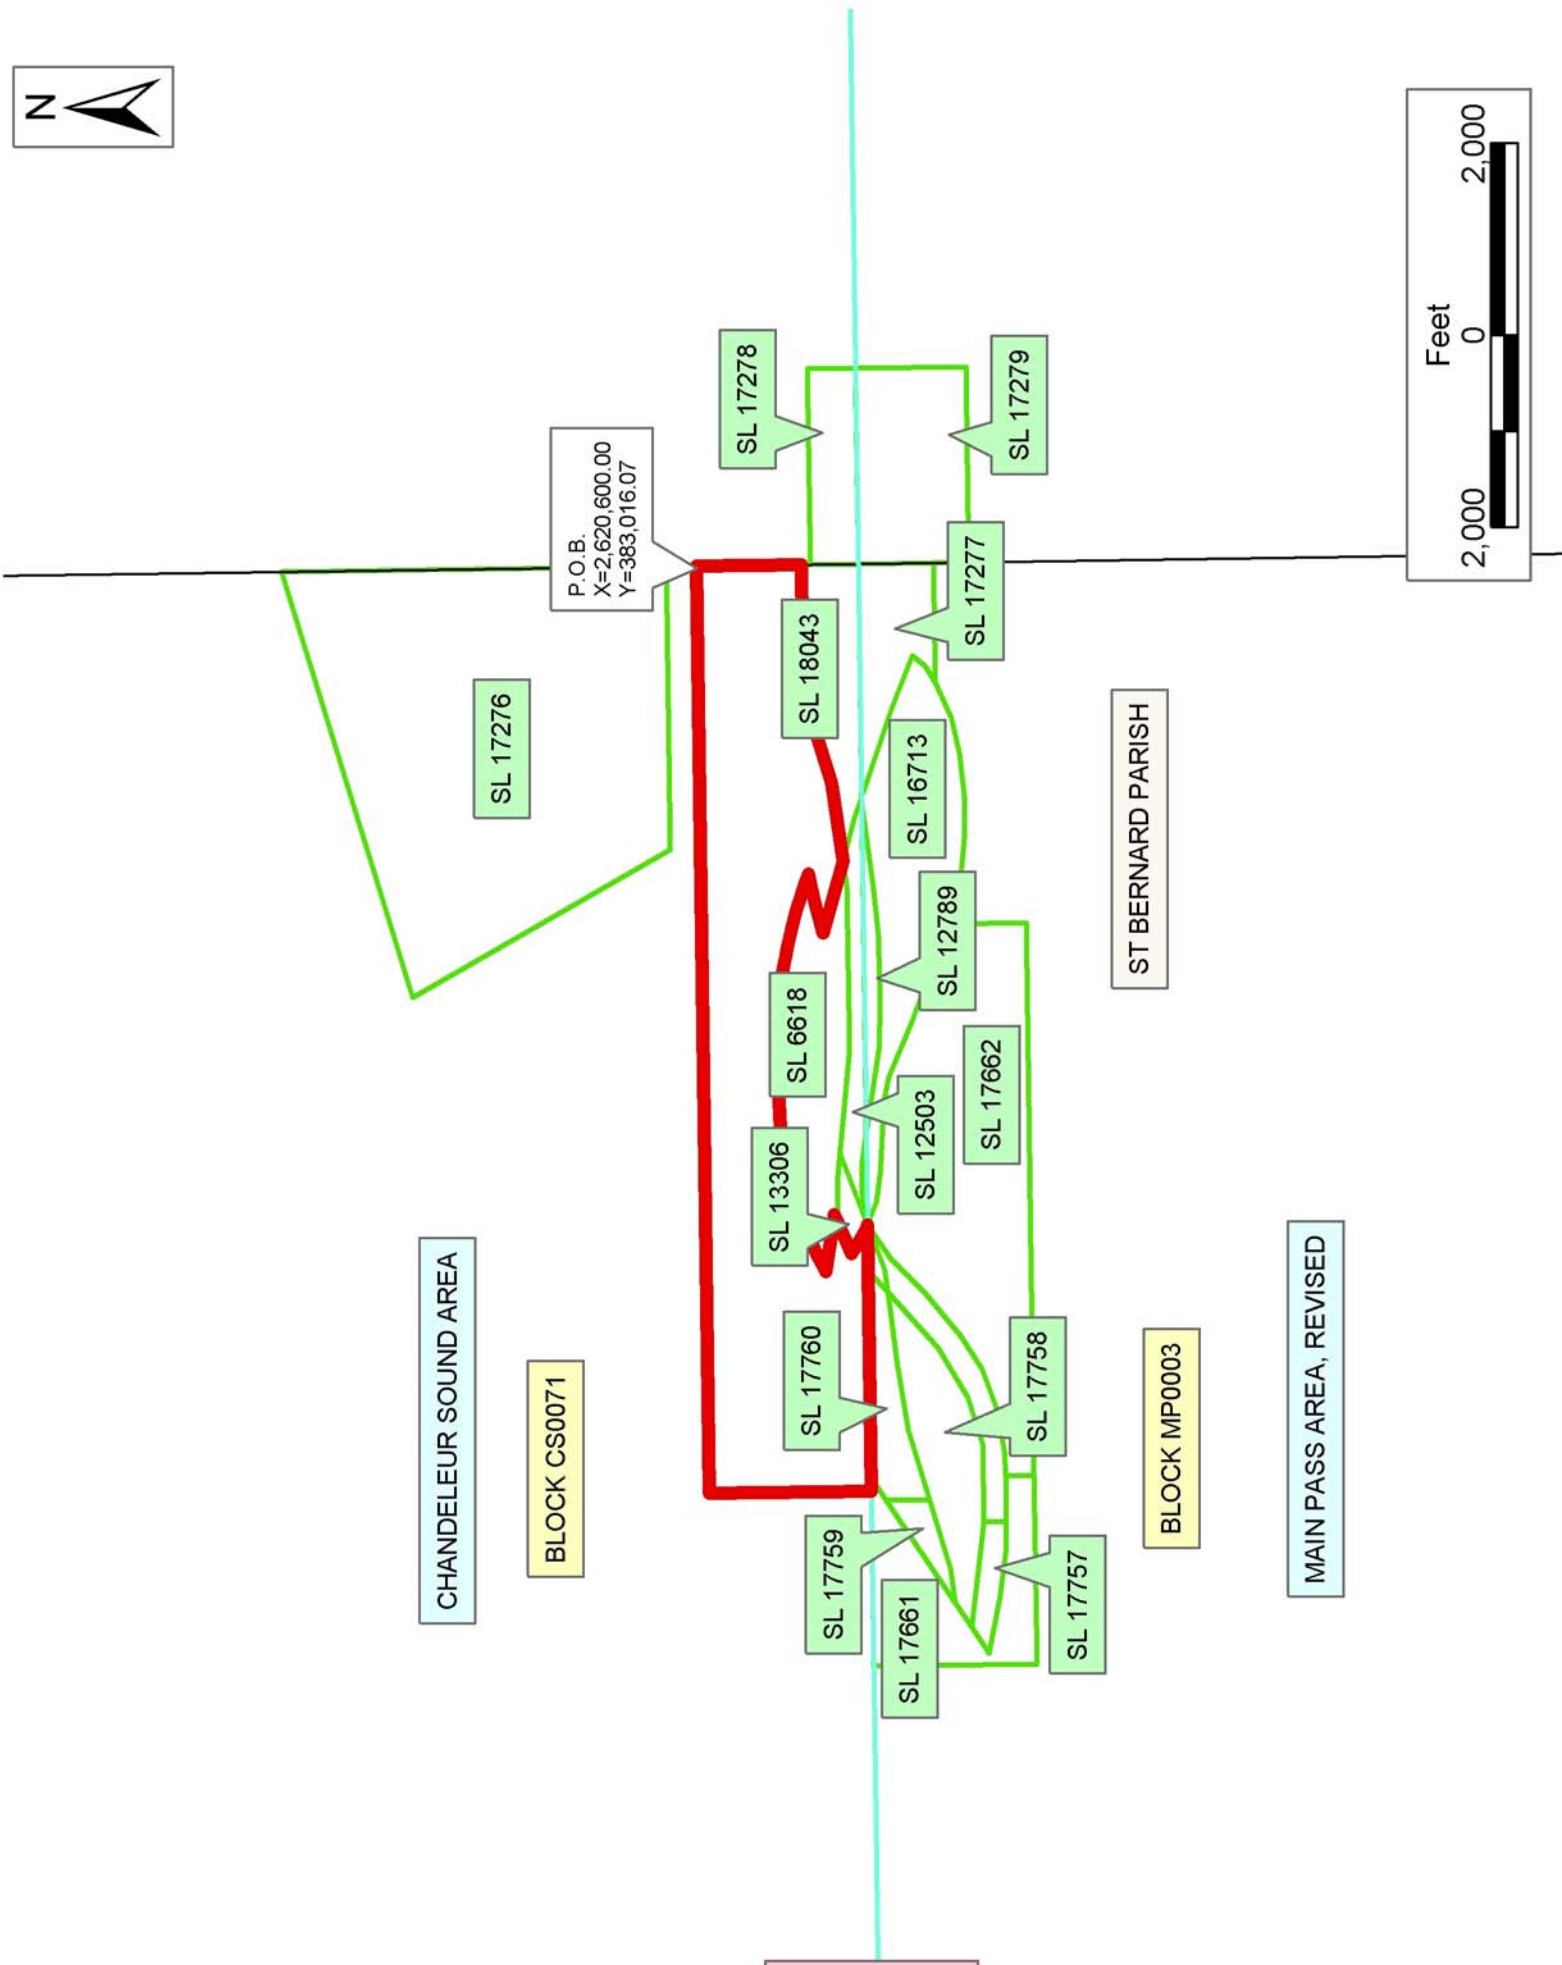 N
CHANDELEUR SOUND AREA
BLOCK CS0071
SL 17276
P.O.B.
X=2,620,600.00
Y=383,016.07
SL 17278
SL 13306
SL 6618
SL 17760
SL 18043
SL 17759
SL 17661
SL 12503
SL 12789
SL 16713
SL 17277
SL 17279
SL 17662
SL 17758
SL 17757
ST BERNARD PARISH
BLOCK MP0003
MAIN PASS AREA, REVISED
Feet
2,000 0 2,000